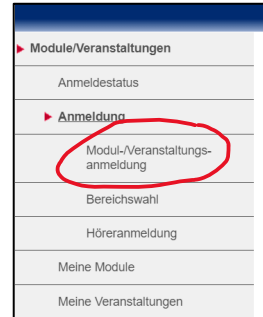 Module/Veranstaltungen
Anmeldestatus
Anmeldung
Modul-/Veranstaltungs-
anmeldung
Bereichswahl
Höreranmeldung
Meine Module
Meine Veranstaltungen